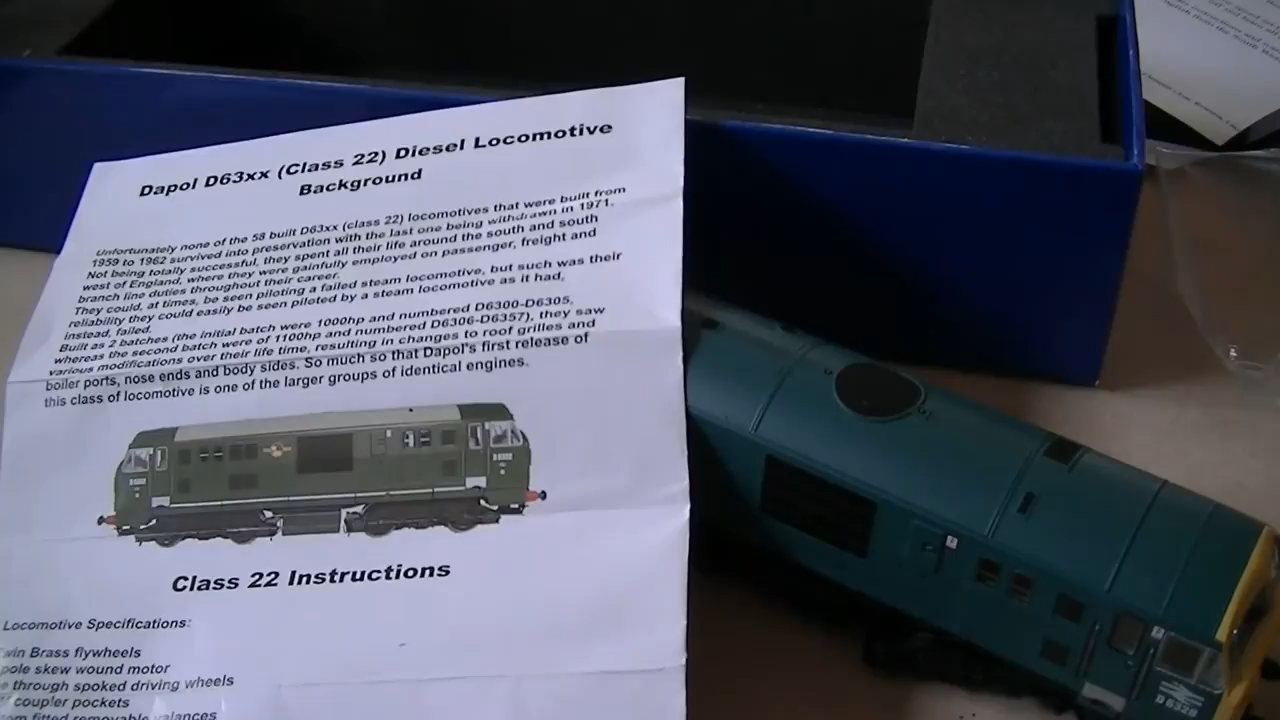 Dapol D63xx (Class 22) Diesel Locomotive
Background
Unfortunately none of the 58 built D63xx (class 22) locomotives that were built from
1959 to 1962 survived into preservation with the last one being withdrawn in 1971.
Not being totally successful, they spent all their life around the south and south
west of England, where they were gainfully employed on passenger, freight and
branch line duties throughout their career.
They could, at times, be seen piloting a failed steam locomotive, but such was their
reliability they could easily be seen piloted by a steam locomotive as it had,
instead, failed.
Built as 2 batches (the initial batch were 1000hp and numbered D6300-D6305,
whereas the second batch were of 1100hp and numbered D6306-D6357), they saw
various modifications over their life time, resulting in changes to roof grilles and
boiler ports, nose ends and body sides. So much so that Dapol's first release of
this class of locomotive is one of the larger groups of identical engines.
Class 22 Instructions
Locomotive Specifications:
Brass flywheels
pole skew wound motor
through spoked driving wheels
coupler pockets
fitted removable valances
D6328